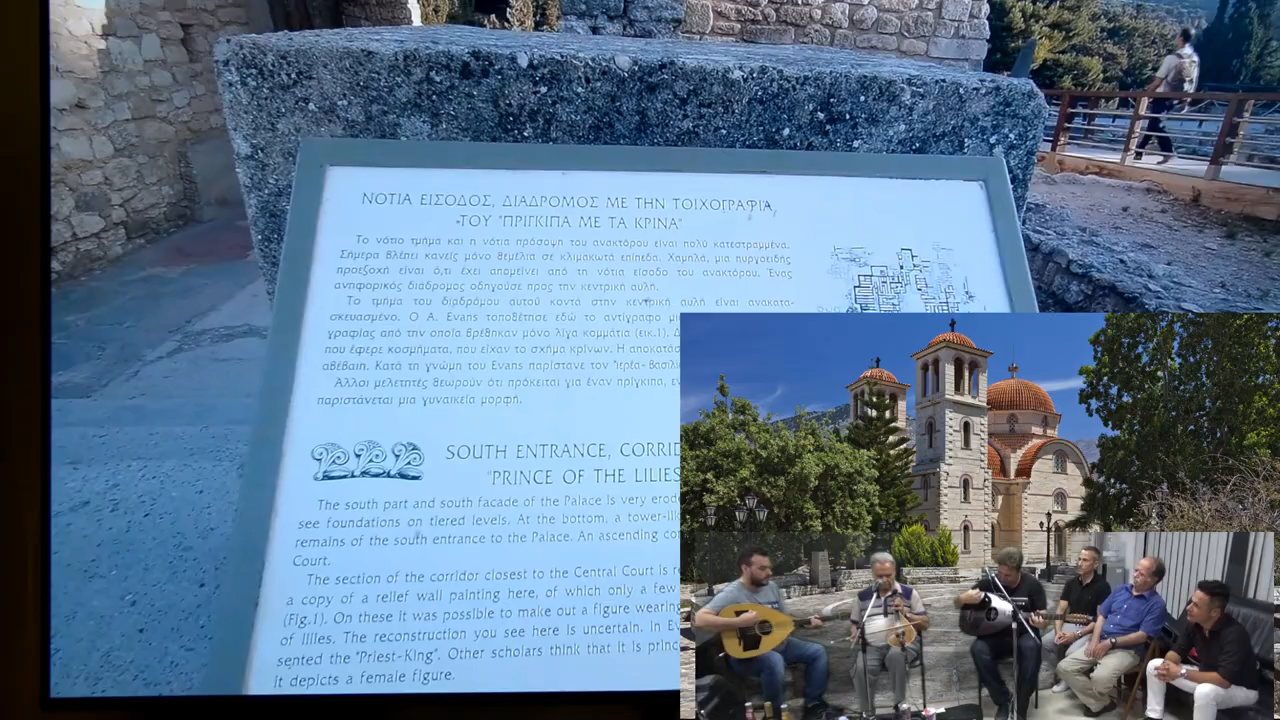 ΝΟΤΙΑ ΕΙΣΟΔΟΣ, ΔΙΑΔΡΟΜΟΣ ΜΕ ΤΗΝ ΤΟΙΧΟΓΡΑΦΙΑ
ΤΟΥ "ΠΡΙΓΚΙΠΑ ΜΕ ΤΑ ΚΡΙΝΑ"
Το νότιο τμήμα και η νότια πρόσοψη του ανακτόρου είναι πολύ κατεστραμμένα.
Σήμερα βλέπει κανείς μόνο θεμέλια σε κλιμακωτά επίπεδα. Χαμηλά, μια πυργοειδής
προεξοχή είναι ό,τι έχει απομείνει από τη νότια είσοδο του ανακτόρου. Ένας
ανηφορικός διάδρομος οδηγούσε προς την κεντρική αυλή.
Το τμήμα του διαδρόμου αυτού κοντά στην κεντρική αυλή είναι ανακατα-
σκευασμένο. Ο Α. Evans τοποθέτησε εδώ το αντίγραφο
γραφίας από την οποία βρέθηκαν μόνο λίγα κομμάτια (εικ.1).
που έφερε κοσμήματα, που είχαν το σχήμα κρίνων. Η
αβέβαιη. Κατά τη γνώμη του Evans παρίστανε τον "ιερέα-
Άλλοι μελετητές θεωρούν ότι πρόκειται για έναν πρίγκιπα,
παριστάνεται μια γυναικεία μορφή.
SOUTH ENTRANCE,
"PRINCE OF THE LILIES
The south part and south facade of the Palace is very
see foundations on tiered levels. At the bottom, a
remains of the south entrance to the Palace. An ascending
Court.
The section of the corridor closest to the Central Court is
a copy of a relief wall painting here, of which only a few
(Fig.1). On these it was possible to make out a figure wearing
of lilies. The reconstruction you see here is uncertain. In
sented the "Priest-King". Other scholars think that it is
it depicts a female figure.